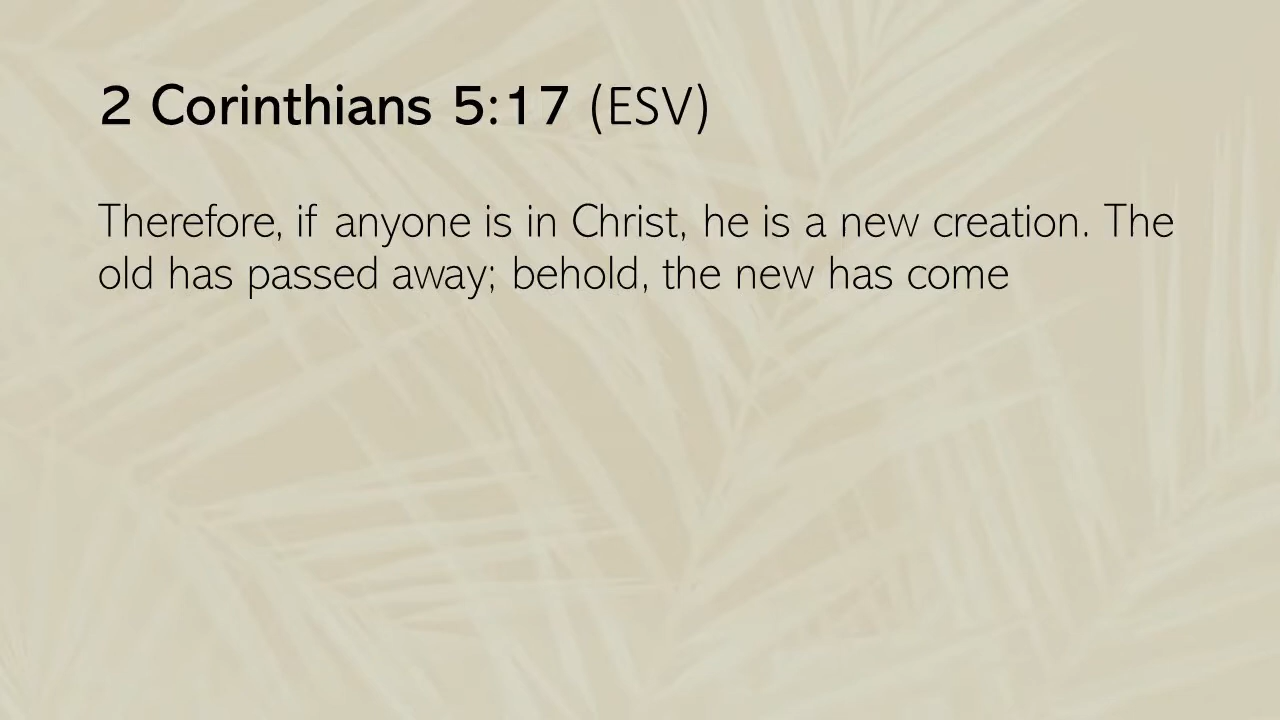 2 Corinthians 5:17 (ESV)
Therefore, if anyone is in Christ, he is a new creation. The
old has passed away; behold, the new has come